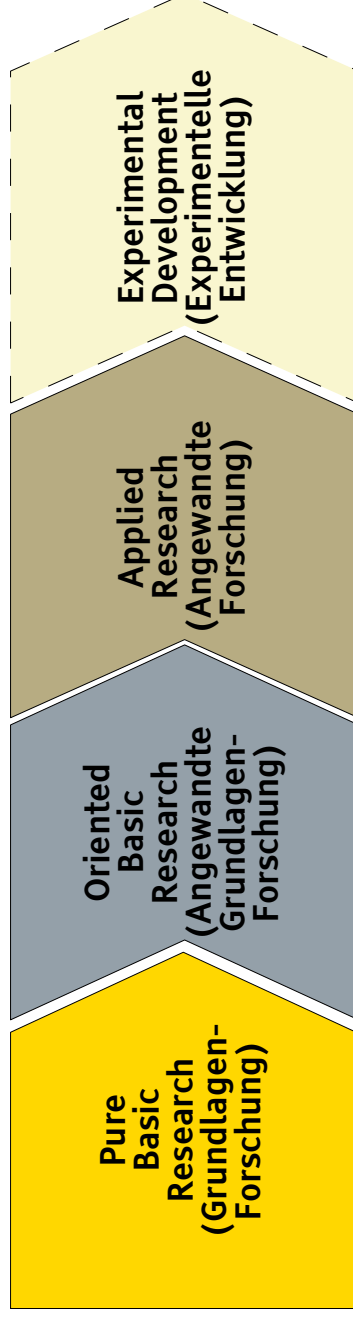 Pure
Basic
Research
(Grundlagen-
Forschung)
Oriented
Basic
Research
(Angewandte
Grundlagen-
Forschung)
Applied
Research
(Angewandte
Forschung)
Experimental
Development
(Experimentelle
Entwicklung)